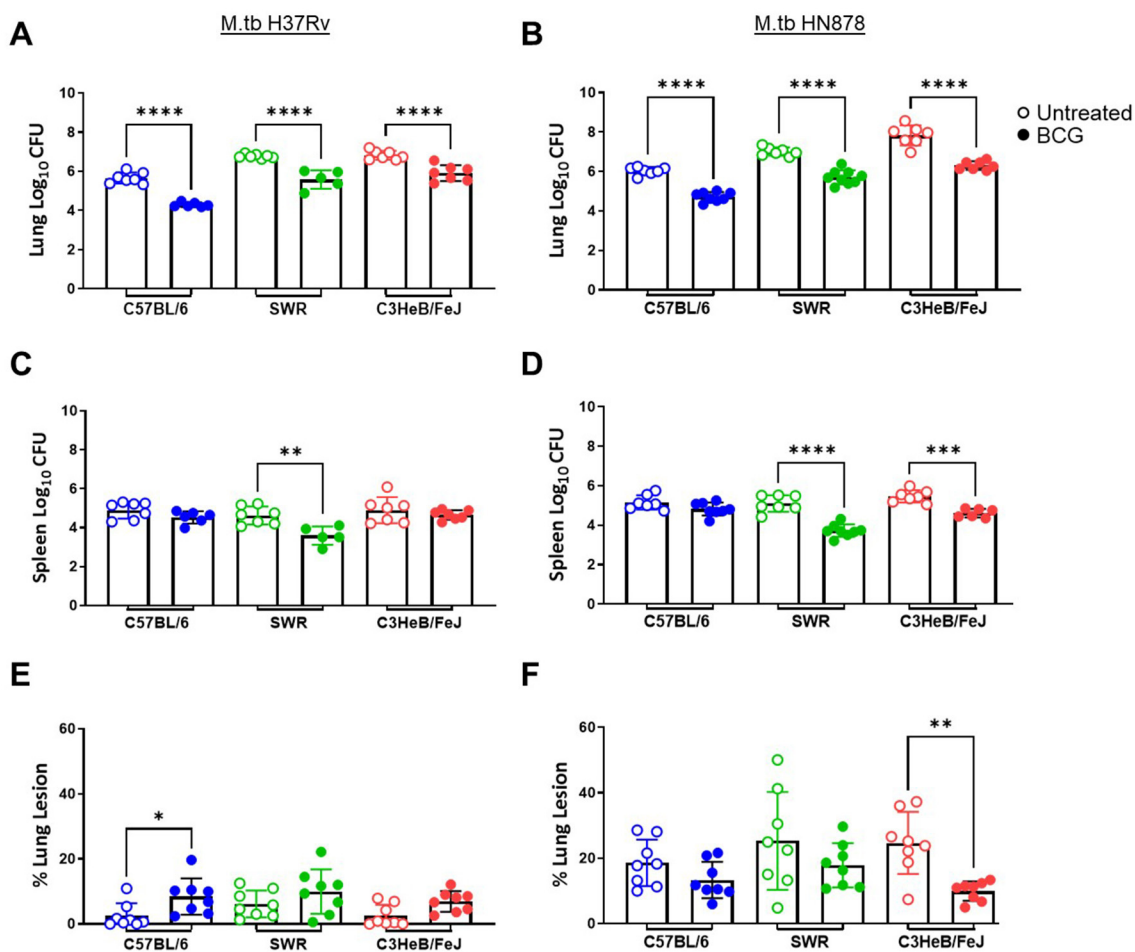 M.tb H37Rv
M.tb HN878
A
B
Lung Log10 CFU
10
8
6
4
2
0
****
****
****
C57BL/6
SWR
C3HeB/FeJ
Lung Log10 CFU
10
8
6
4
2
0
****
****
****
C57BL/6
SWR
C3HeB/FeJ
Untreated
BCG
C
D
Spleen Log10 CFU
10
8
6
4
2
0
**
C57BL/6
SWR
C3HeB/FeJ
Spleen Log10 CFU
10
8
6
4
2
0
****
***
C57BL/6
SWR
C3HeB/FeJ
E
F
% Lung Lesion
60
40
20
0
*
C57BL/6
SWR
C3HeB/FeJ
% Lung Lesion
60
40
20
0
**
C57BL/6
SWR
C3HeB/FeJ